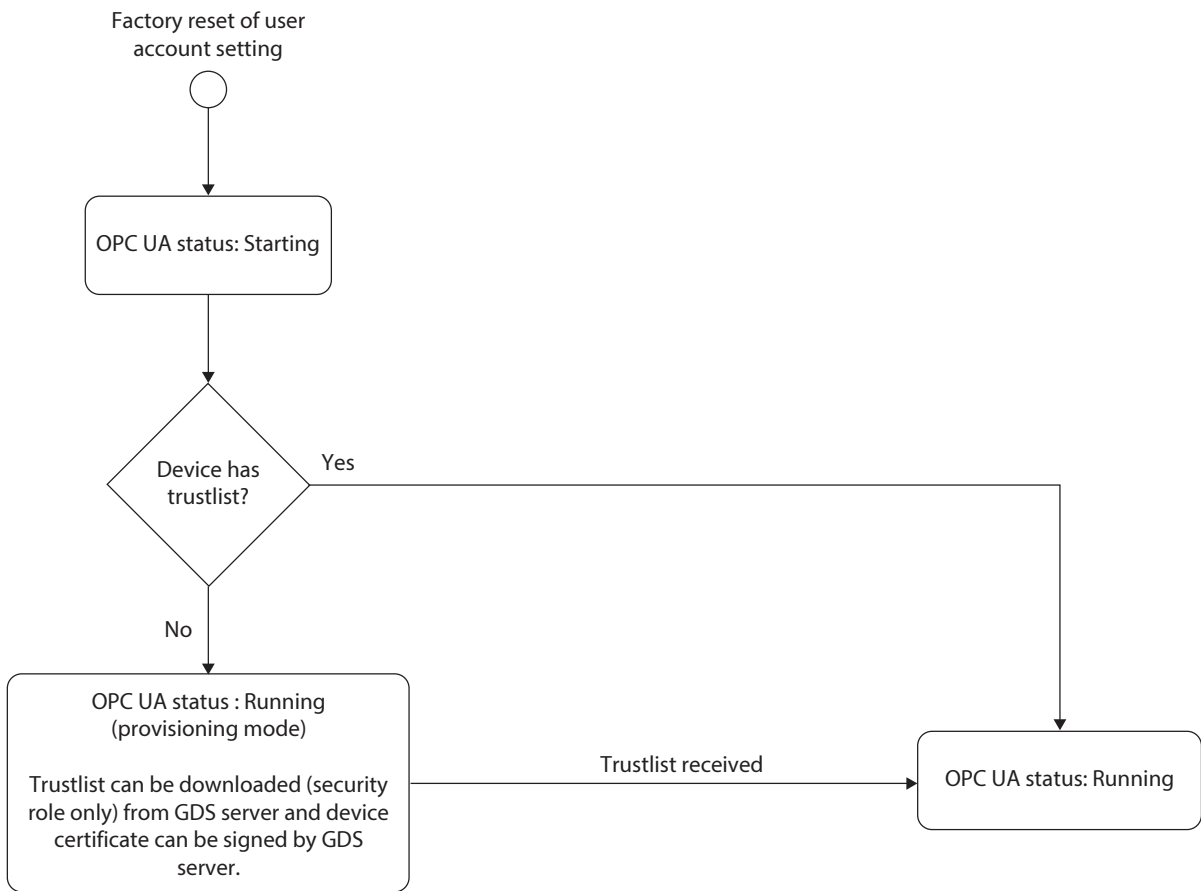 Factory reset of user
account setting
OPC UA status: Starting
Device has
trustlist?
Yes
No
OPC UA status : Running
(provisioning mode)
Trustlist can be downloaded (security
role only) from GDS server and device
certificate can be signed by GDS
server.
Trustlist received
OPC UA status: Running